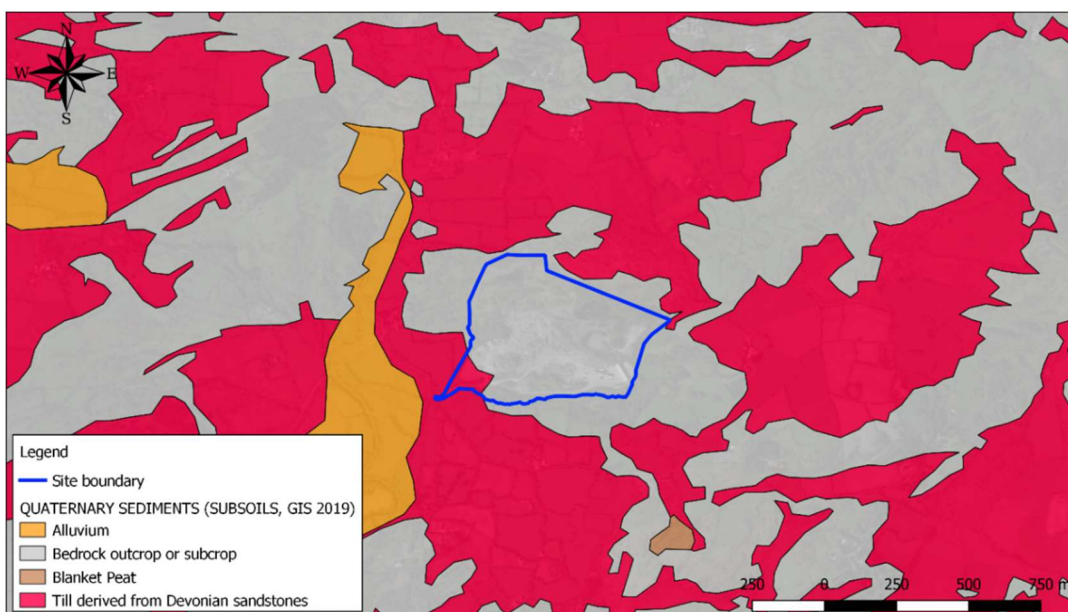 N
W E
S
Legend
Site boundary
QUATERNARY SEDIMENTS (SUBSOILS, GIS 2019)
Alluvium
Bedrock outcrop or subcrop
Blanket Peat
Till derived from Devonian sandstones
250 0 250 500 750 m